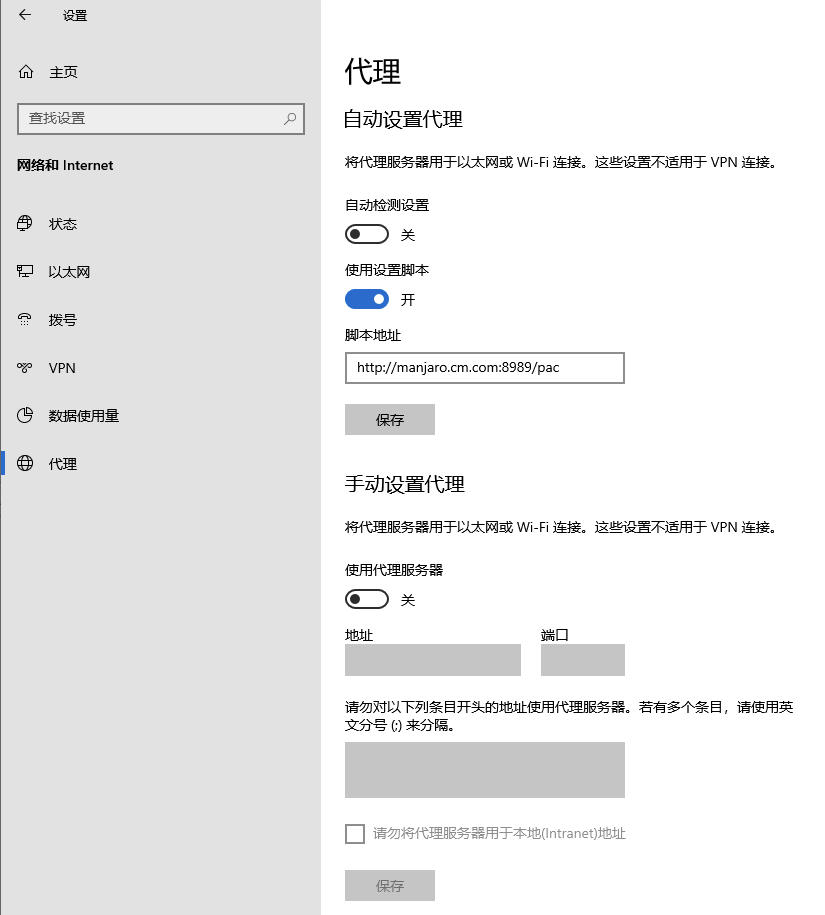 设置
主页
查找设置
网络和 Internet
状态
以太网
拨号
VPN
数据使用量
代理
代理
自动设置代理
将代理服务器用于以太网或 Wi-Fi 连接。这些设置不适用于 VPN 连接。
自动检测设置
关
使用设置脚本
开
脚本地址
http://manjaro.cm.com:8989/pac
保存
手动设置代理
将代理服务器用于以太网或 Wi-Fi 连接。这些设置不适用于 VPN 连接。
使用代理服务器
关
地址 端口
请勿对以下列条目开头的地址使用代理服务器。若有多个条目，请使用英
文分号 (;) 来分隔。
请勿将代理服务器用于本地(Intranet)地址
保存